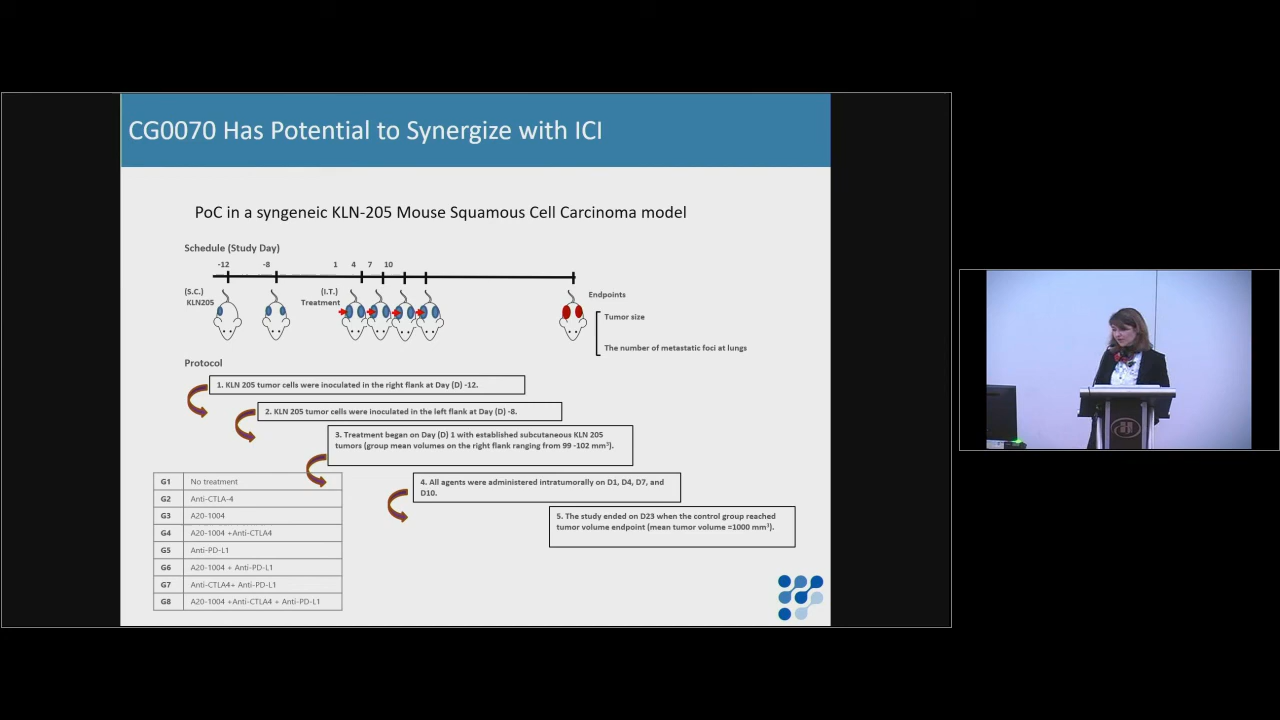 CG0070 Has Potential to Synergize with ICI
PoC in a syngeneic KLN-205 Mouse Squamous Cell Carcinoma model
Schedule (Study Day)
-12 -8 1 4 7 10
(S.C.)
KLN205
(I.T.)
Treatment
Endpoints
Tumor size
The number of metastatic foci at lungs
Protocol
1. KLN 205 tumor cells were inoculated in the right flank at Day (D) -12.
2. KLN 205 tumor cells were inoculated in the left flank at Day (D) -8.
3. Treatment began on Day (D) 1 with established subcutaneous KLN 205
tumors (group mean volumes on the right flank ranging from 99 -102 mm³).
4. All agents were administered intratumorally on D1, D4, D7, and
D10.
5. The study ended on D23 when the control group reached
tumor volume endpoint (mean tumor volume ≈1000 mm³).
G1 No treatment
G2 Anti-CTLA-4
G3 A20-1004
G4 A20-1004 +Anti-CTLA4
G5 Anti-PD-L1
G6 A20-1004 + Anti-PD-L1
G7 Anti-CTLA4+ Anti-PD-L1
G8 A20-1004 +Anti-CTLA4 + Anti-PD-L1